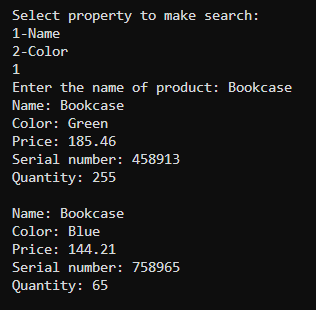 Select property to make search:
1-Name
2-Color
1
Enter the name of product: Bookcase
Name: Bookcase
Color: Green
Price: 185.46
Serial number: 458913
Quantity: 255

Name: Bookcase
Color: Blue
Price: 144.21
Serial number: 758965
Quantity: 65